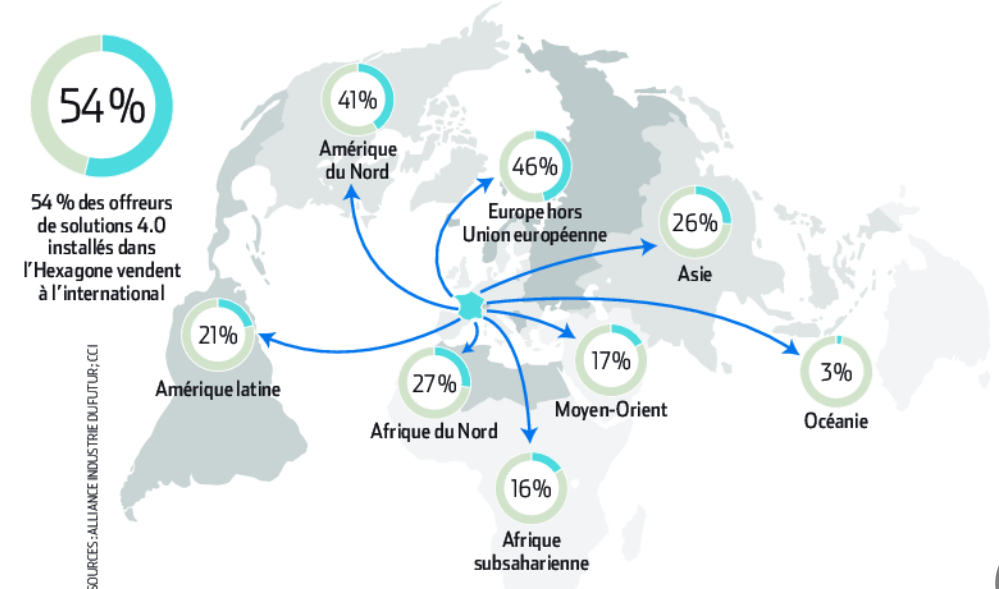 54%
54 % des offreurs
de solutions 4.0
installés dans
l'Hexagone vendent
à l'international
41%
Amérique
du Nord
46%
Europe hors
Union européenne
26%
Asie
21%
Amérique latine
27%
Afrique du Nord
17%
Moyen-Orient
3%
Océanie
16%
Afrique
subsaharienne
SOURCES : ALLIANCE INDUSTRIE DU FUTUR ; CCI